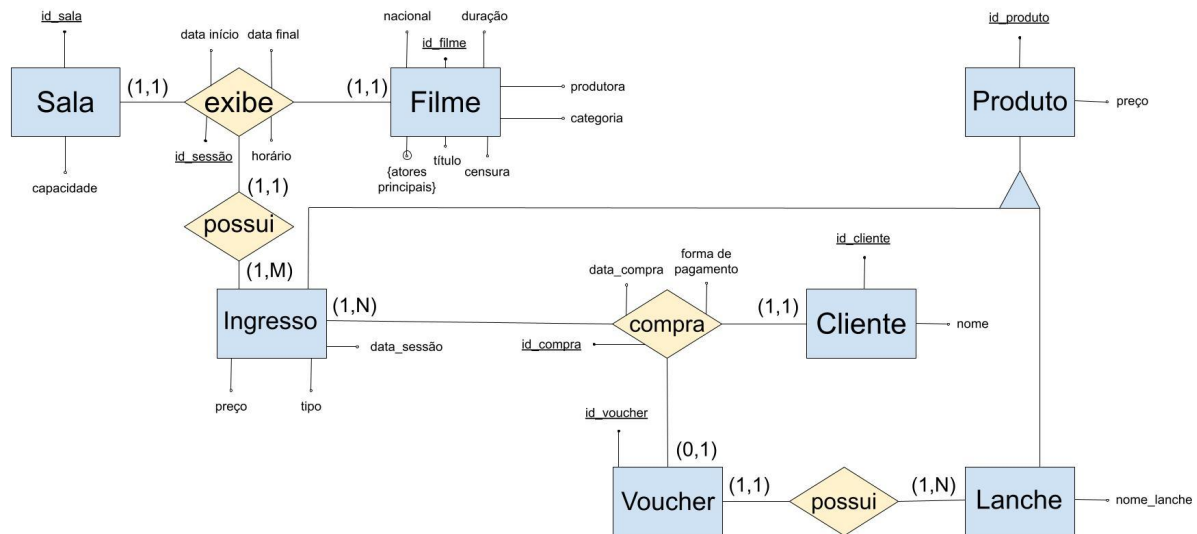 id_sala
data início
data final
nacional
duração
id_filme
id_produto
Sala
(1,1)
exibe
(1,1)
Filme
produtora
categoria
Produto
preço
id_sessão
horário
{atores
principais}
título
censura
capacidade
(1,1)
possui
(1,M)
id_cliente
data_compra
forma de
pagamento
Ingresso
(1,N)
compra
(1,1)
Cliente
nome
data_sessão
id_compra
preço
tipo
id_voucher
(0,1)
Voucher
(1,1)
possui
(1,N)
Lanche
nome_lanche